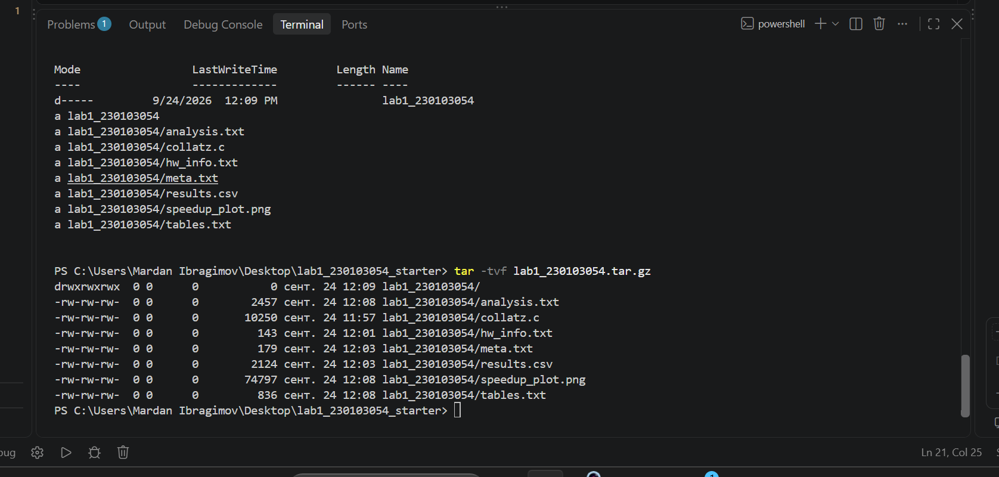 1
Problems 1 Output Debug Console Terminal Ports powershell
Mode LastWriteTime Length Name
---- ------------- ------ ----
d----- 9/24/2026 12:09 PM lab1_230103054
a lab1_230103054
a lab1_230103054/analysis.txt
a lab1_230103054/collatz.c
a lab1_230103054/hw_info.txt
a lab1_230103054/meta.txt
a lab1_230103054/results.csv
a lab1_230103054/speedup_plot.png
a lab1_230103054/tables.txt
PS C:\Users\Mardan Ibragimov\Desktop\lab1_230103054_starter> tar -tvf lab1_230103054.tar.gz
drwxrwxrwx 0 0 0 0 сент. 24 12:09 lab1_230103054/
-rw-rw-rw- 0 0 0 2457 сент. 24 12:08 lab1_230103054/analysis.txt
-rw-rw-rw- 0 0 0 10250 сент. 24 11:57 lab1_230103054/collatz.c
-rw-rw-rw- 0 0 0 143 сент. 24 12:01 lab1_230103054/hw_info.txt
-rw-rw-rw- 0 0 0 179 сент. 24 12:03 lab1_230103054/meta.txt
-rw-rw-rw- 0 0 0 2124 сент. 24 12:03 lab1_230103054/results.csv
-rw-rw-rw- 0 0 0 74797 сент. 24 12:08 lab1_230103054/speedup_plot.png
-rw-rw-rw- 0 0 0 836 сент. 24 12:08 lab1_230103054/tables.txt
PS C:\Users\Mardan Ibragimov\Desktop\lab1_230103054_starter>
bug Ln 21, Col 25
1